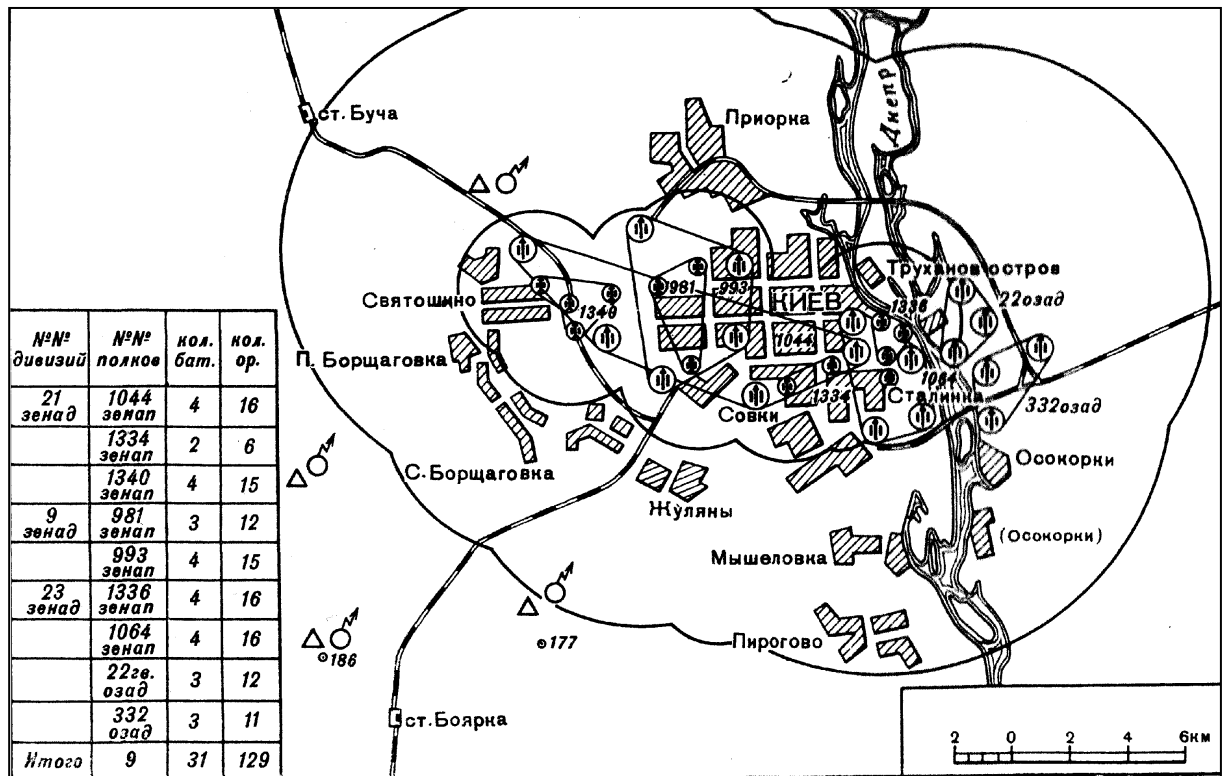 ст. Буча
Приорка
Днепр
Труханов остров
22озад
Святошино
1340
981
993
КИЕВ
1336
П. Борщаговка
1044
1064
Совки
1334
Сталинка
332озад
С. Борщаговка
Осокорки
Жуляны
Мышеловка
(Осокорки)
Пирогово
177
186
ст. Боярка
№№ дивизий №№ полков кол. бат. кол. ор.
21 зенад 1044 зенап 4 16
1334 зенап 2 6
1340 зенап 4 15
9 зенад 981 зенап 3 12
993 зенап 4 15
23 зенад 1336 зенап 4 16
1064 зенап 4 16
22гв. озад 3 12
332 озад 3 11
Итого 9 31 129
2 0 2 4 6км